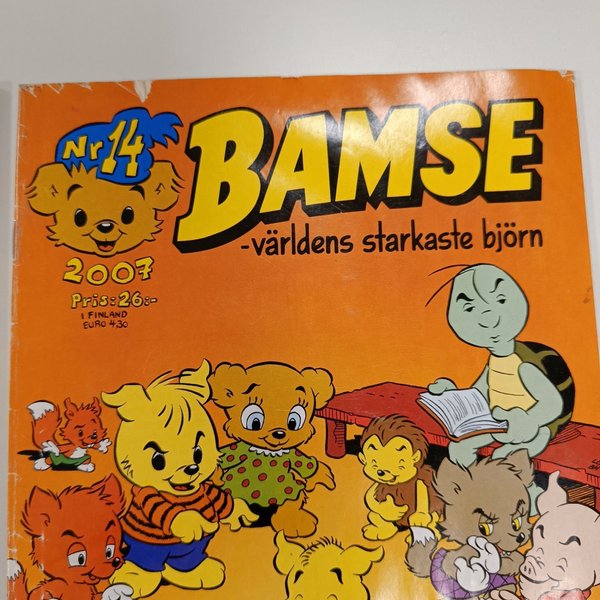 Nr 14
BAMSE
-världens starkaste björn
2007
Pris:26:-
I FINLAND
EURO 4,30